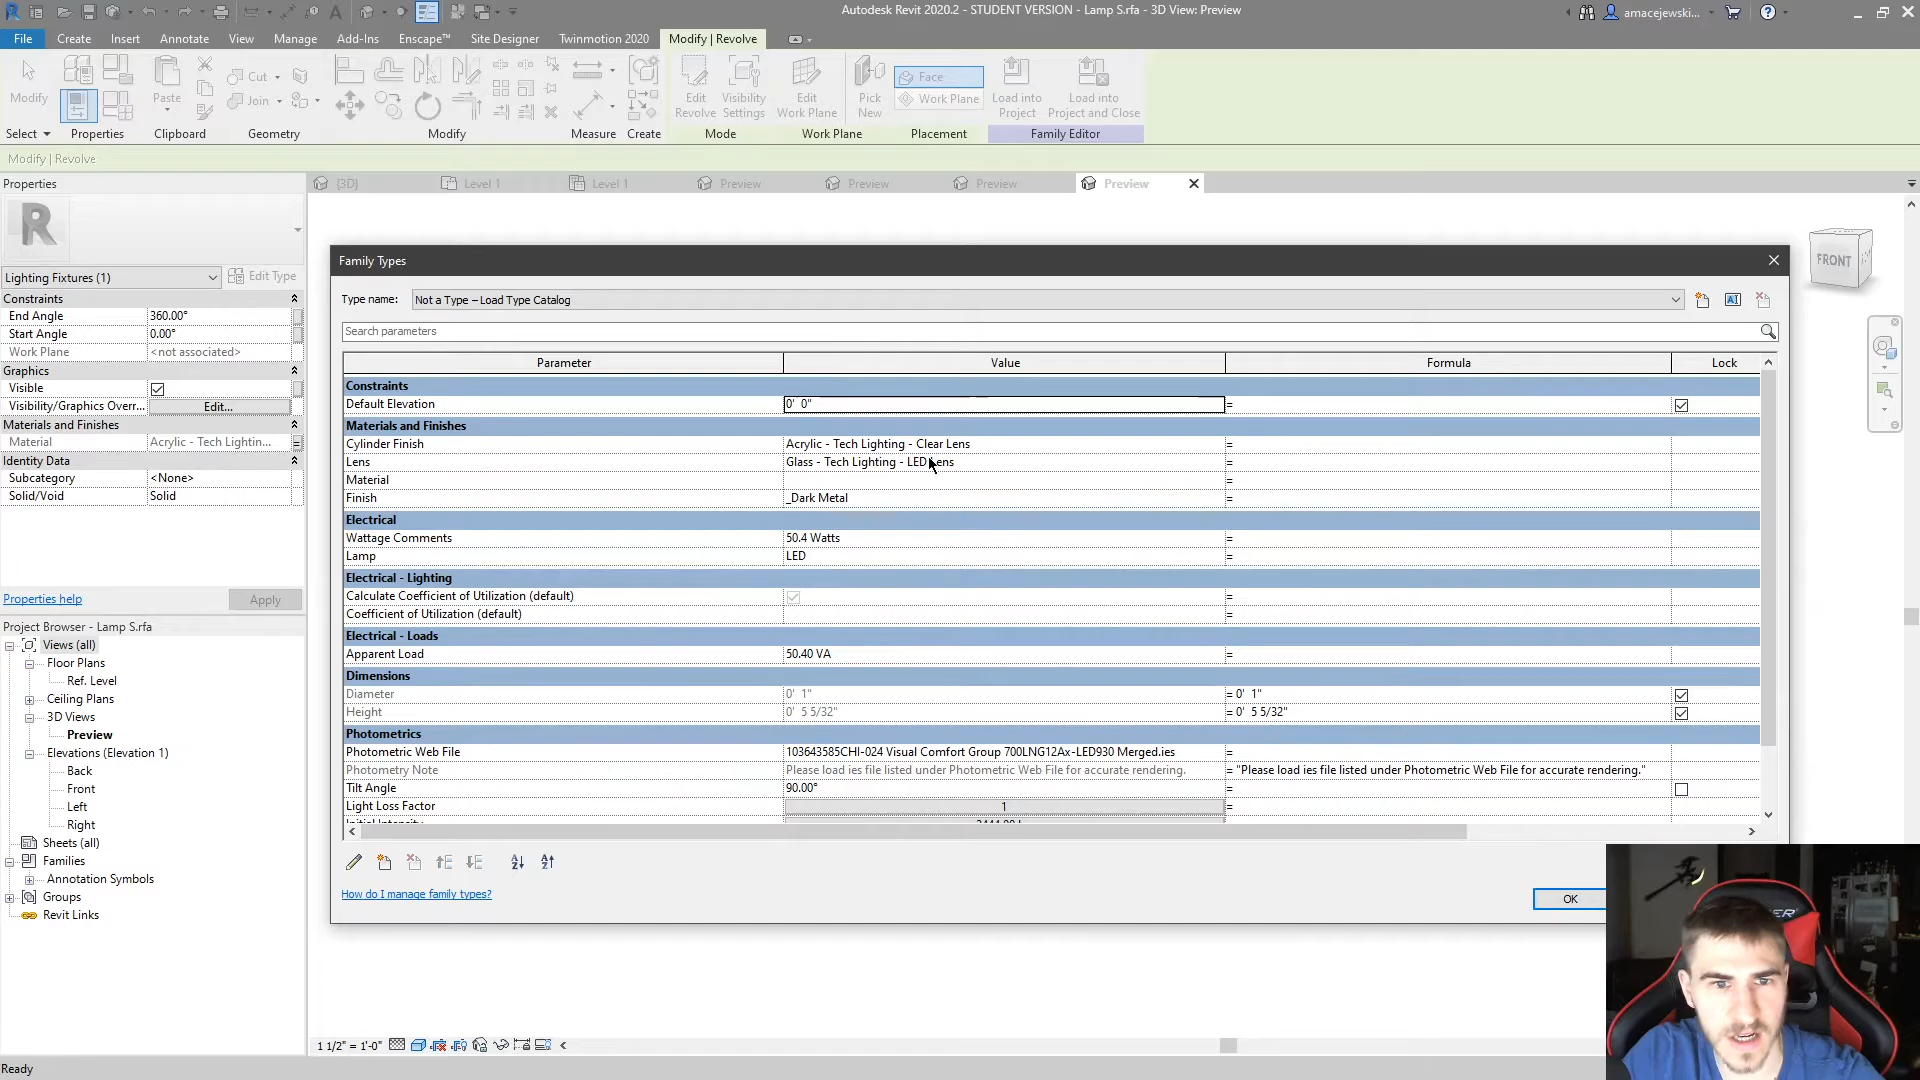 Autodesk Revit 2020.2 - STUDENT VERSION - Lamp S.rfa - 3D View: Preview
amacejewski...
File Create Insert Annotate View Manage Add-Ins Enscape™ Site Designer Twinmotion 2020 Modify | Revolve
Modify
Paste
Cut
Join
Edit Revolve
Visibility Settings
Edit Work Plane
Pick New
Face
Work Plane
Load into Project
Load into Project and Close
Select Properties Clipboard Geometry Modify Measure Create Mode Work Plane Placement Family Editor
Modify | Revolve
Properties
{3D} Level 1 Level 1 Preview Preview Preview Preview
R
Lighting Fixtures (1) Edit Type
Constraints
End Angle 360.00°
Start Angle 0.00°
Work Plane <not associated>
Graphics
Visible
Visibility/Graphics Overr... Edit...
Materials and Finishes
Material Acrylic - Tech Lightin...
Identity Data
Subcategory <None>
Solid/Void Solid
Properties help Apply
Project Browser - Lamp S.rfa
Views (all)
Floor Plans
Ref. Level
Ceiling Plans
3D Views
Preview
Elevations (Elevation 1)
Back
Front
Left
Right
Sheets (all)
Families
Annotation Symbols
Groups
Revit Links
FRONT
Family Types
Type name: Not a Type – Load Type Catalog
Search parameters
Parameter Value Formula Lock
Constraints
Default Elevation 0' 0" =
Materials and Finishes
Cylinder Finish Acrylic - Tech Lighting - Clear Lens =
Lens Glass - Tech Lighting - LED Lens =
Material =
Finish _Dark Metal =
Electrical
Wattage Comments 50.4 Watts =
Lamp LED =
Electrical - Lighting
Calculate Coefficient of Utilization (default) =
Coefficient of Utilization (default) =
Electrical - Loads
Apparent Load 50.40 VA =
Dimensions
Diameter 0' 1" = 0' 1"
Height 0' 5 5/32" = 0' 5 5/32"
Photometrics
Photometric Web File 103643585CHI-024 Visual Comfort Group 700LNG12Ax-LED930 Merged.ies =
Photometry Note Please load ies file listed under Photometric Web File for accurate rendering. = "Please load ies file listed under Photometric Web File for accurate rendering."
Tilt Angle 90.00° =
Light Loss Factor 1 =
How do I manage family types?
OK
1 1/2" = 1'-0"
Ready